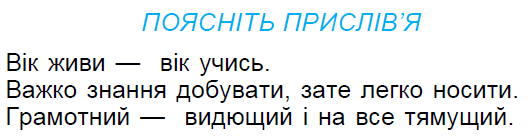 ПОЯСНІТЬ ПРИСЛІВ’Я
Вік живи — вік учись.
Важко знання добувати, зате легко носити.
Грамотний — видющий і на все тямущий.